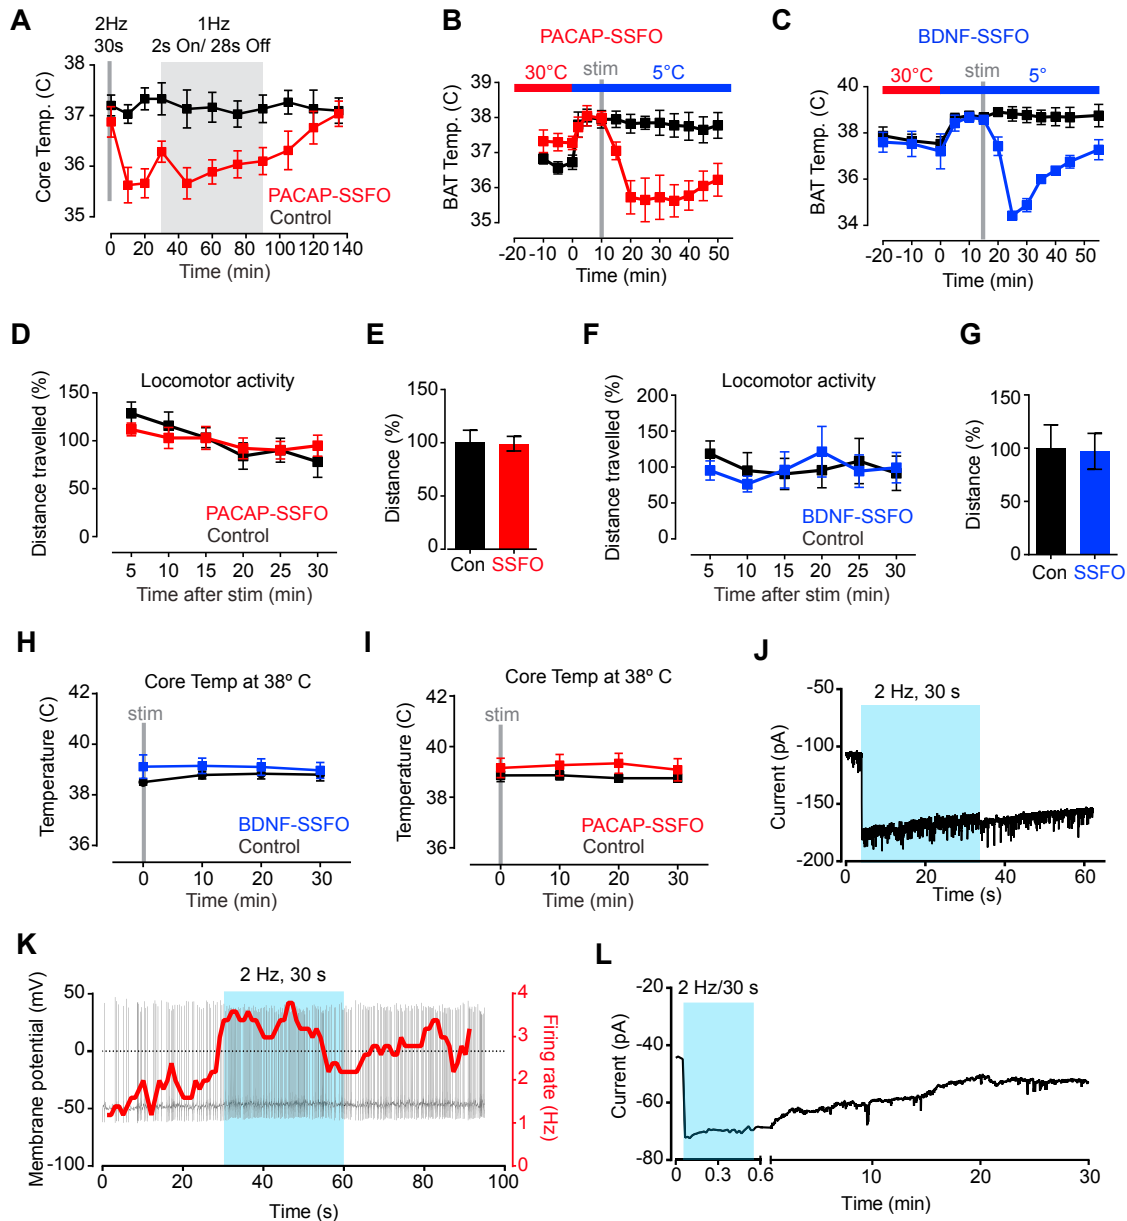 A
2Hz
30s
1Hz
2s On/ 28s Off
Core Temp. (C)
38
37
36
35
PACAP-SSFO
Control
0 20 40 60 80 100 120 140
Time (min)
B
PACAP-SSFO
stim
30°C
5°C
BAT Temp. (C)
39
38
37
36
35
-20 -10 0 10 20 30 40 50
Time (min)
C
BDNF-SSFO
stim
30°C
5°
BAT Temp. (C)
40
38
36
34
-20 -10 0 10 20 30 40 50
Time (min)
D
Locomotor activity
Distance travelled (%)
150
100
50
0
PACAP-SSFO
Control
5 10 15 20 25 30
Time after stim (min)
E
Distance (%)
150
100
50
0
Con SSFO
F
Locomotor activity
Distance travelled (%)
200
150
100
50
0
BDNF-SSFO
Control
5 10 15 20 25 30
Time after stim (min)
G
Distance (%)
150
100
50
0
Con SSFO
H
Core Temp at 38º C
stim
Temperature (C)
42
40
38
36
BDNF-SSFO
Control
0 10 20 30
Time (min)
I
Core Temp at 38º C
stim
Temperature (C)
42
40
38
36
PACAP-SSFO
Control
0 10 20 30
Time (min)
J
2 Hz, 30 s
Current (pA)
-50
-100
-150
-200
0 20 40 60
Time (s)
K
2 Hz, 30 s
Membrane potential (mV)
50
0
-50
-100
Firing rate (Hz)
4
3
2
1
0
0 20 40 60 80 100
Time (s)
L
2 Hz/30 s
Current (pA)
-20
-40
-60
-80
0 0.3 0.6 10 20 30
Time (min)